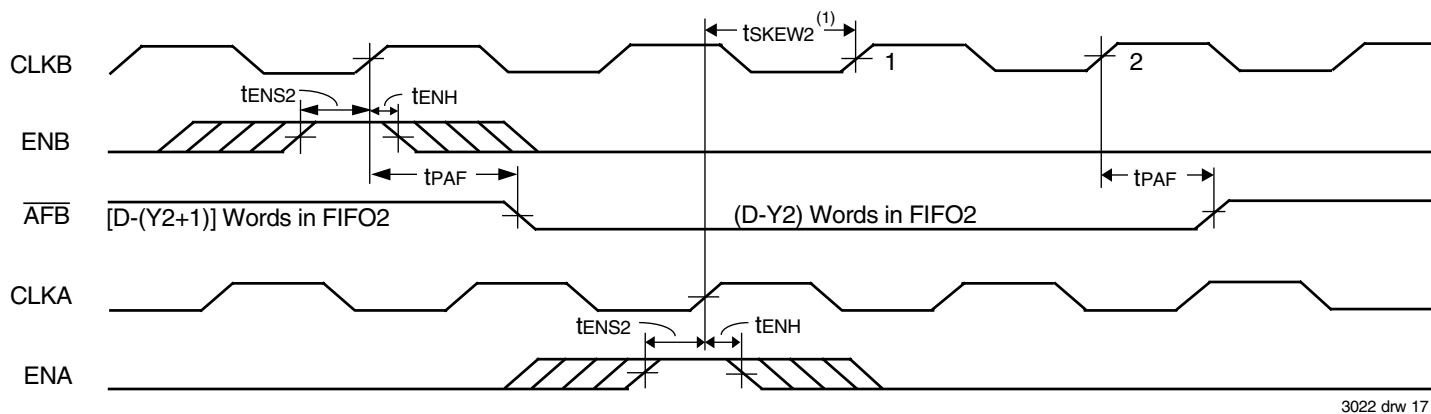 tSKEW2 (1)
CLKB 1 2
tENS2 tENH
ENB
tPAF tPAF
AFB [D-(Y2+1)] Words in FIFO2 (D-Y2) Words in FIFO2
CLKA
tENS2 tENH
ENA
3022 drw 17